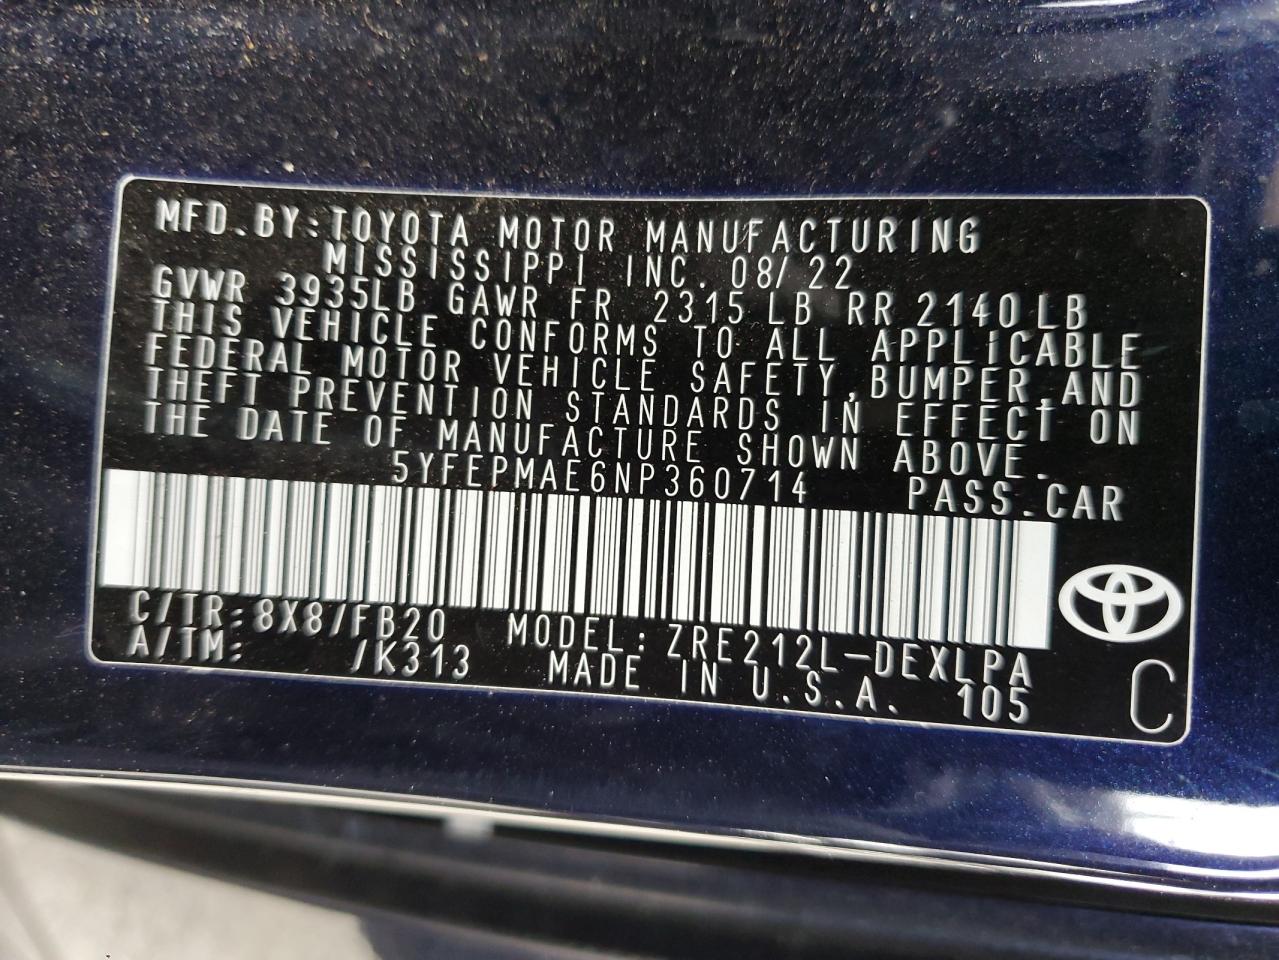 MFD.BY:TOYOTA MOTOR MANUFACTURING
MISSISSIPPI INC. 08/22
GVWR 3935LB GAWR FR 2315 LB RR 2140LB
THIS VEHICLE CONFORMS TO ALL APPLICABLE
FEDERAL MOTOR VEHICLE SAFETY,BUMPER,AND
THEFT PREVENTION STANDARDS IN EFFECT ON
THE DATE OF MANUFACTURE SHOWN ABOVE.
5YFEPMAE6NP360714 PASS.CAR
C/TR:8X8/FB20 MODEL:ZRE212L-DEXLPA
A/TM: /K313 MADE IN U.S.A. 105
C